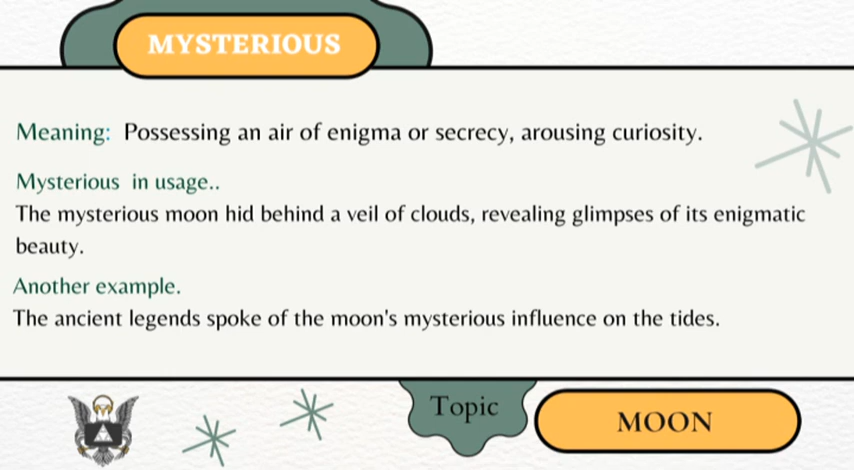 MYSTERIOUS
Meaning: Possessing an air of enigma or secrecy, arousing curiosity.
Mysterious in usage..
The mysterious moon hid behind a veil of clouds, revealing glimpses of its enigmatic
beauty.
Another example.
The ancient legends spoke of the moon's mysterious influence on the tides.
Topic
MOON